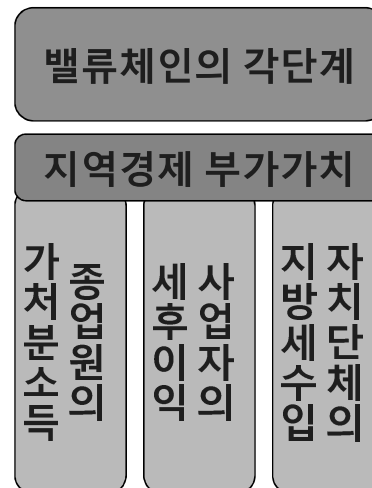 밸류체인의 각단계
지역경제 부가가치
종업원의
가처분소득
사업자의
세후이익
자치단체의
지방세수입